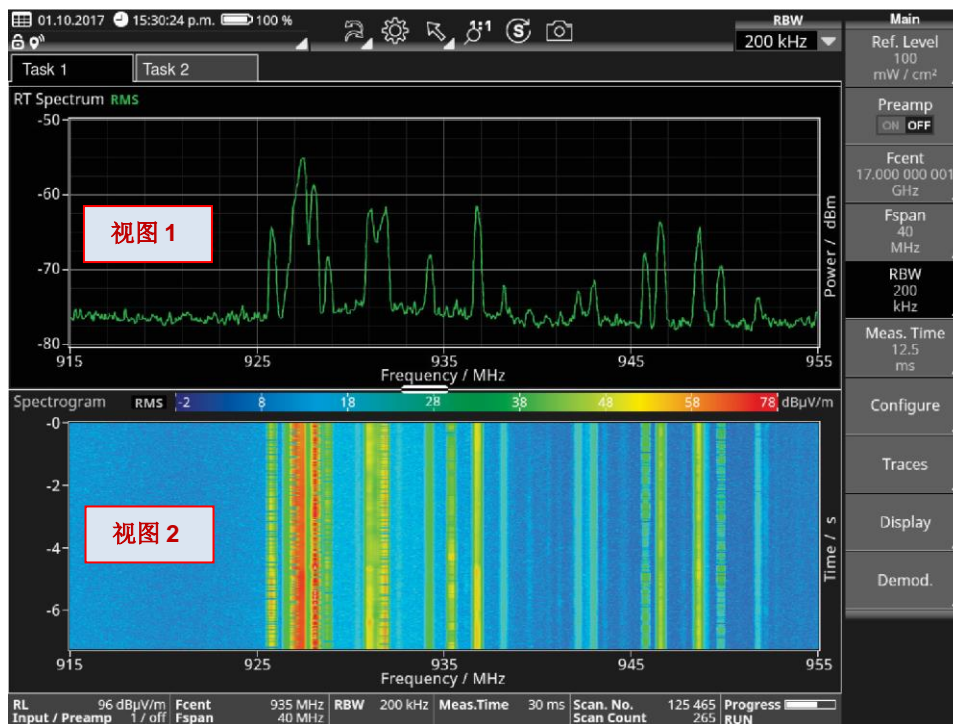 01.10.2017 15:30:24 p.m. 100 %
1:1
S
RBW
200 kHz
Task 1 Task 2
RT Spectrum RMS
-50
-60
-70
-80
视图 1
Power / dBm
915 925 935 945 955
Frequency / MHz
Spectrogram RMS -2 8 18 28 38 48 58 78 dBµV/m
-0
-2
-4
-6
视图 2
Time / s
915 925 935 945 955
Frequency / MHz
RL 96 dBµV/m Fcent 935 MHz RBW 200 kHz Meas.Time 30 ms Scan. No. 125 465 Progress
Input / Preamp 1 / off Fspan 40 MHz Scan Count 265 RUN
Main
Ref. Level
100
mW / cm²
Preamp
ON OFF
Fcent
17.000 000 001
GHz
Fspan
40
MHz
RBW
200
kHz
Meas. Time
12.5
ms
Configure
Traces
Display
Demod.